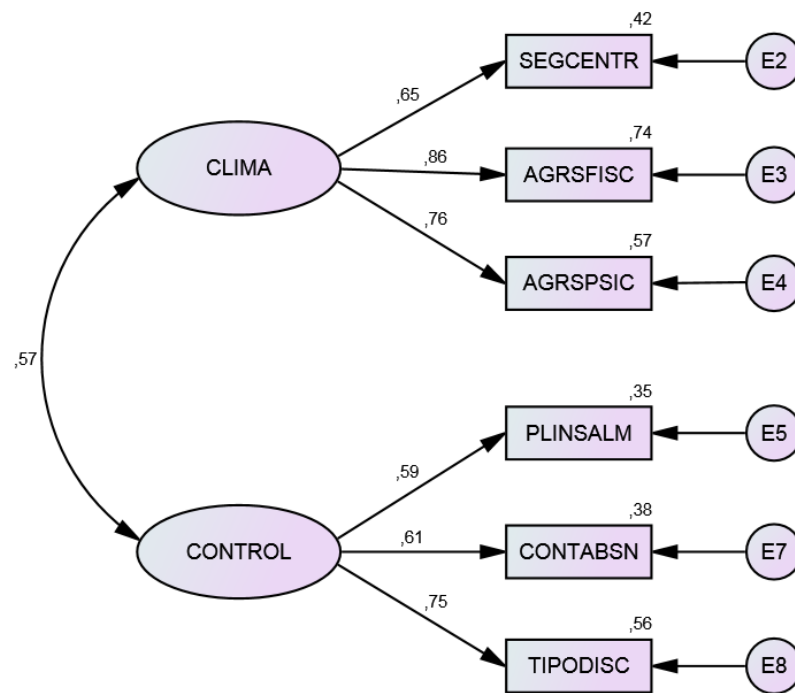 ,42
SEGCENTR
E2
,65
,74
CLIMA
,86
AGRSFISC
E3
,76
,57
AGRSPSIC
E4
,57
,35
PLINSALM
E5
,59
,38
CONTROL
,61
CONTABSN
E7
,75
,56
TIPODISC
E8